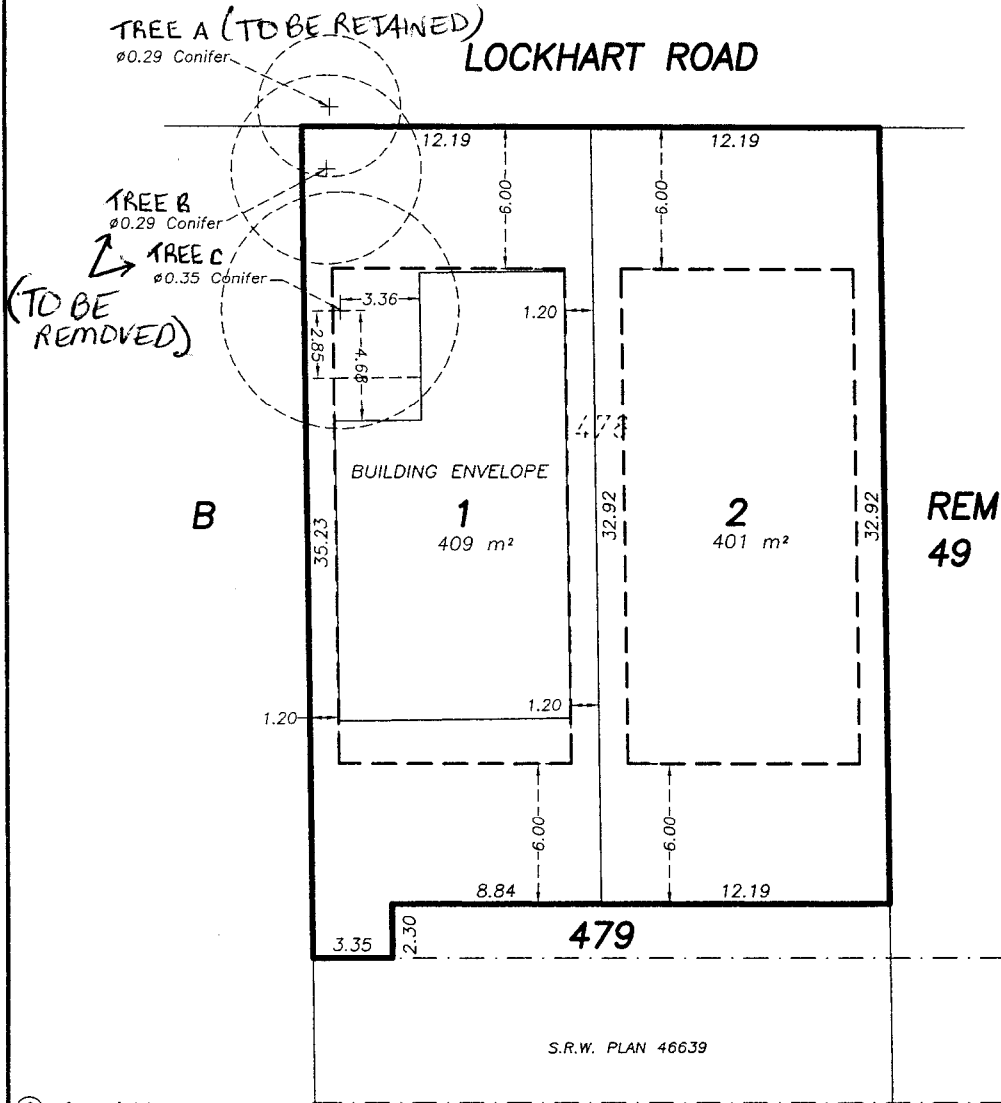 TREE A (TO BE RETAINED)
ø0.29 Conifer
LOCKHART ROAD
12.19
12.19
6.00
6.00
TREE B
ø0.29 Conifer
TREE C
ø0.35 Conifer
(TO BE
REMOVED)
3.36
1.20
2.85
4.68
478
BUILDING ENVELOPE
B
1
409 m²
35.23
32.92
2
401 m²
32.92
REM
49
1.20
1.20
6.00
6.00
8.84
12.19
3.35
2.30
479
S.R.W. PLAN 46639